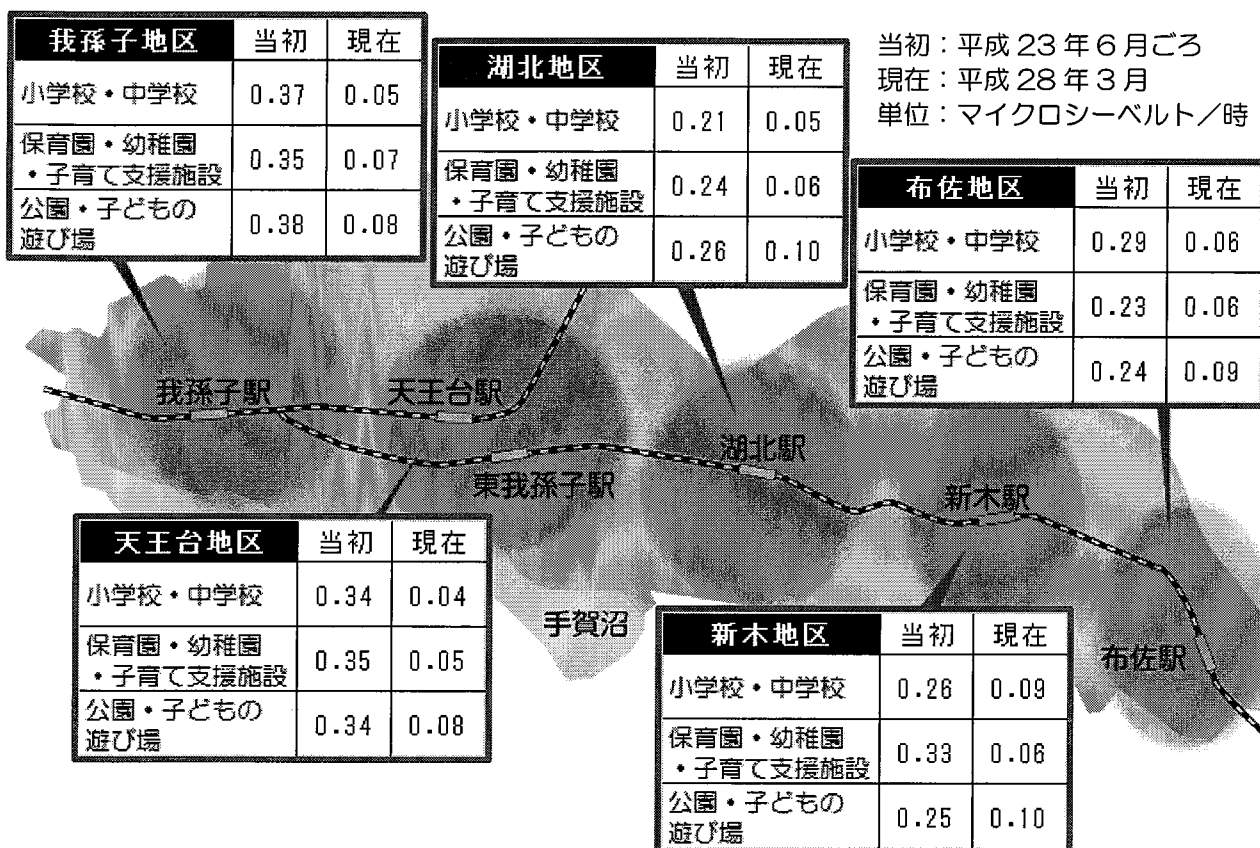 我孫子地区 当初 現在
小学校・中学校 0.37 0.05
保育園・幼稚園
・子育て支援施設 0.35 0.07
公園・子どもの
遊び場 0.38 0.08
湖北地区 当初 現在
小学校・中学校 0.21 0.05
保育園・幼稚園
・子育て支援施設 0.24 0.06
公園・子どもの
遊び場 0.26 0.10
当初：平成23年6月ごろ
現在：平成28年3月
単位：マイクロシーベルト／時
布佐地区 当初 現在
小学校・中学校 0.29 0.06
保育園・幼稚園
・子育て支援施設 0.23 0.06
公園・子どもの
遊び場 0.24 0.09
我孫子駅
天王台駅
東我孫子駅
湖北駅
新木駅
布佐駅
手賀沼
天王台地区 当初 現在
小学校・中学校 0.34 0.04
保育園・幼稚園
・子育て支援施設 0.35 0.05
公園・子どもの
遊び場 0.34 0.08
新木地区 当初 現在
小学校・中学校 0.26 0.09
保育園・幼稚園
・子育て支援施設 0.33 0.06
公園・子どもの
遊び場 0.25 0.10